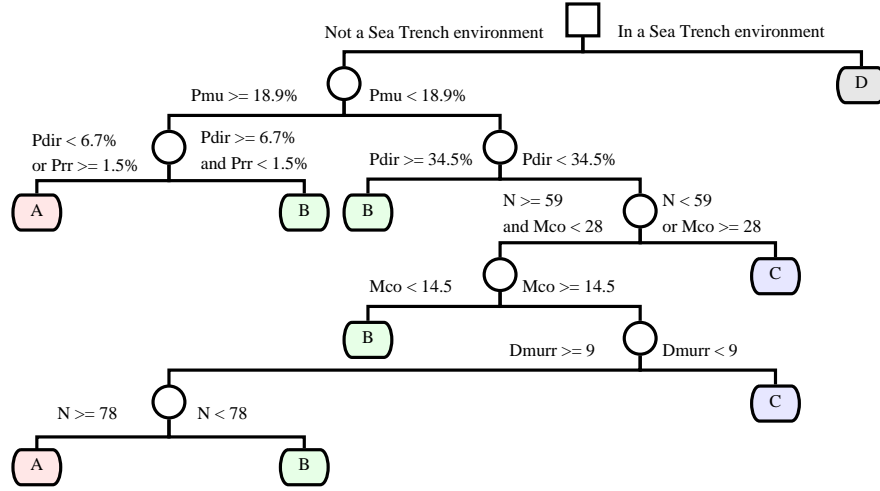 Not a Sea Trench environment
In a Sea Trench environment
D
Pmu >= 18.9%
Pmu < 18.9%
Pdir < 6.7%
or Prr >= 1.5%
Pdir >= 6.7%
and Prr < 1.5%
Pdir >= 34.5%
Pdir < 34.5%
A
B
B
N >= 59
and Mco < 28
N < 59
or Mco >= 28
C
Mco < 14.5
Mco >= 14.5
B
Dmurr >= 9
Dmurr < 9
C
N >= 78
N < 78
A
B